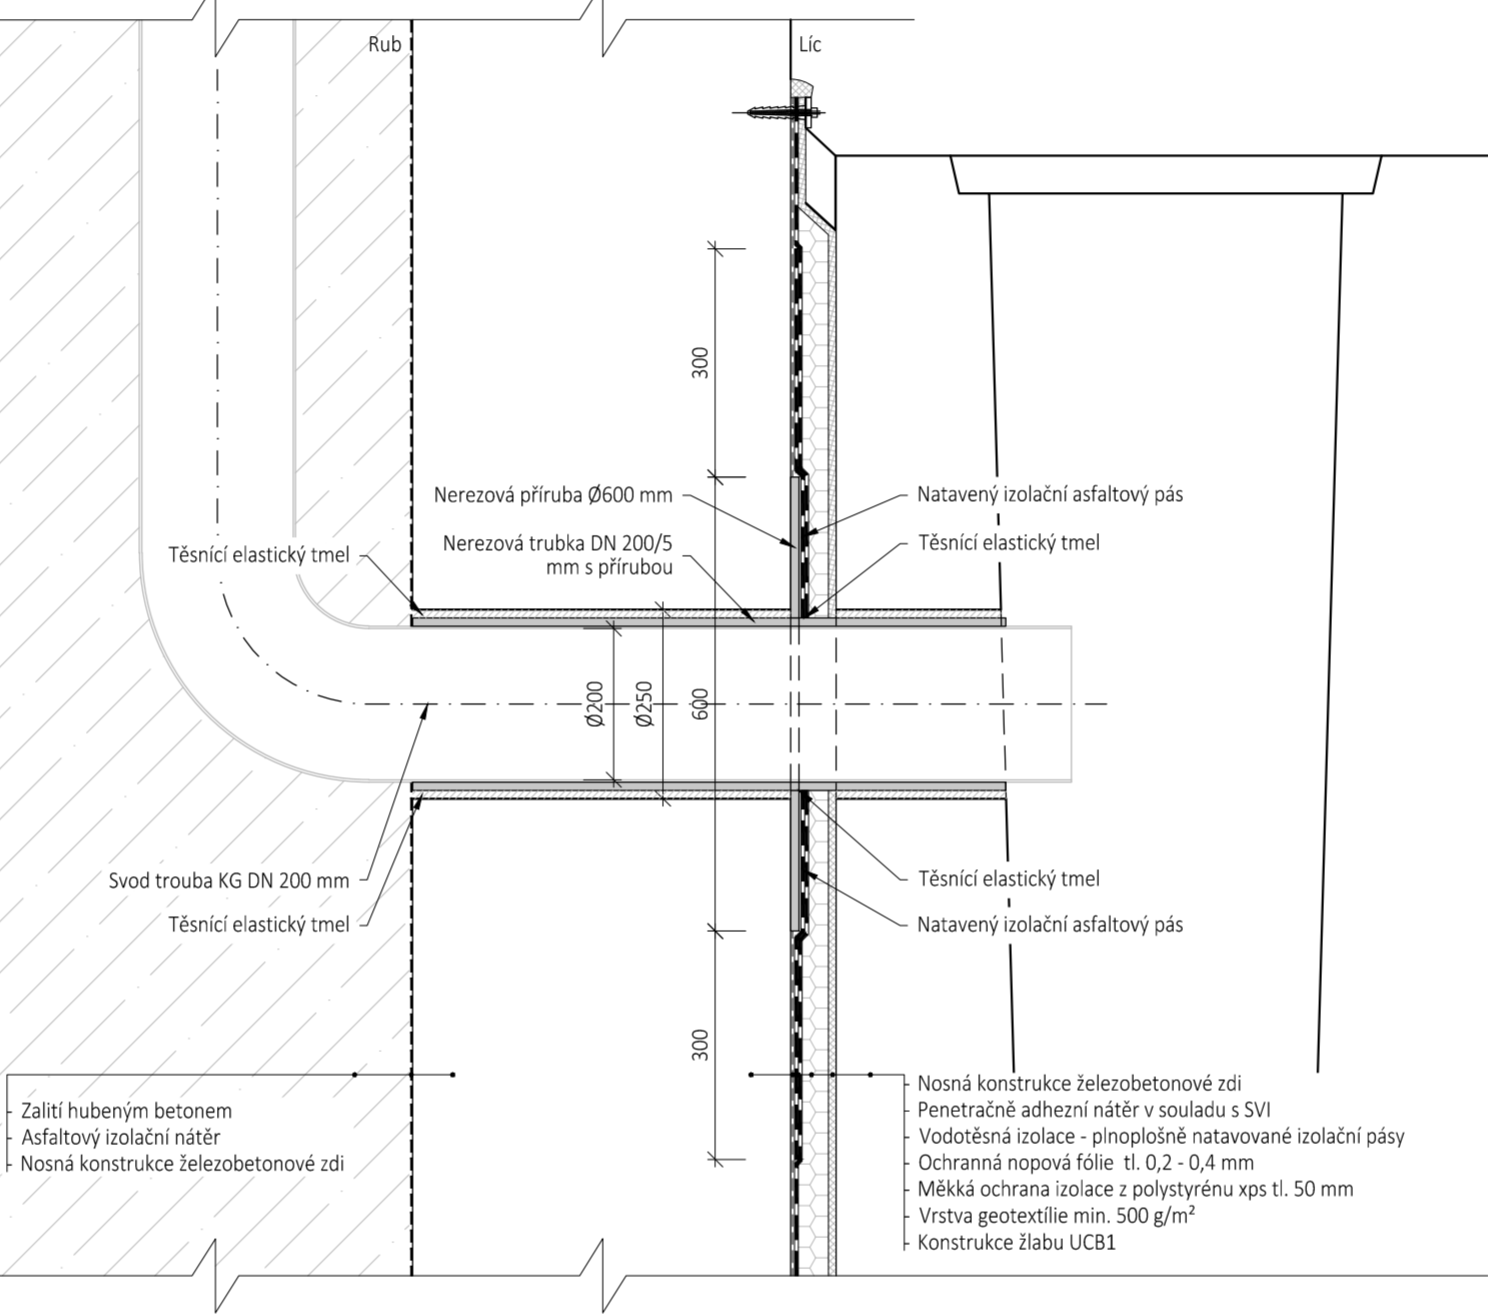 Rub
Líc
300
Nerezová příruba Ø600 mm
Natavený izolační asfaltový pás
Těsnící elastický tmel
Nerezová trubka DN 200/5
mm s přírubou
Těsnící elastický tmel
Ø200
Ø250
600
Svod trouba KG DN 200 mm
Těsnící elastický tmel
Těsnící elastický tmel
Natavený izolační asfaltový pás
300
Zalití hubeným betonem
Asfaltový izolační nátěr
Nosná konstrukce železobetonové zdi
Nosná konstrukce železobetonové zdi
Penetračně adhezní nátěr v souladu s SVI
Vodotěsná izolace - plnoplošně natavované izolační pásy
Ochranná nopová fólie tl. 0,2 - 0,4 mm
Měkká ochrana izolace z polystyrénu xps tl. 50 mm
Vrstva geotextílie min. 500 g/m²
Konstrukce žlabu UCB1